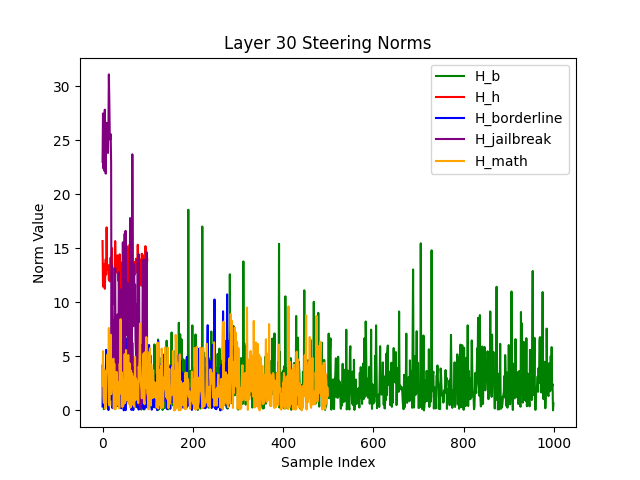 Layer 30 Steering Norms
H_b
H_h
H_borderline
H_jailbreak
H_math
Norm Value
30
25
20
15
10
5
0
0
200
400
600
800
1000
Sample Index